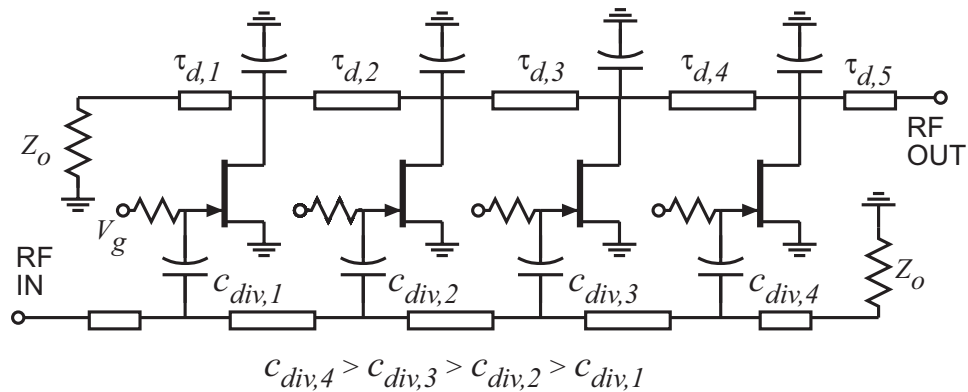 τd,1
τd,2
τd,3
τd,4
τd,5
Zo
RF
OUT
Vg
RF
IN
cdiv,1
cdiv,2
cdiv,3
cdiv,4
Zo
cdiv,4 > cdiv,3 > cdiv,2 > cdiv,1